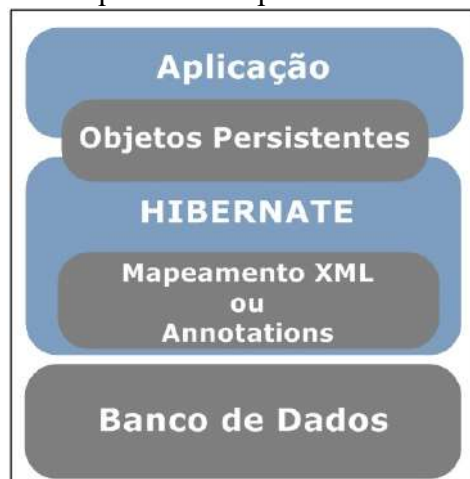 Aplicação
Objetos Persistentes
HIBERNATE
Mapeamento XML
ou
Annotations
Banco de Dados